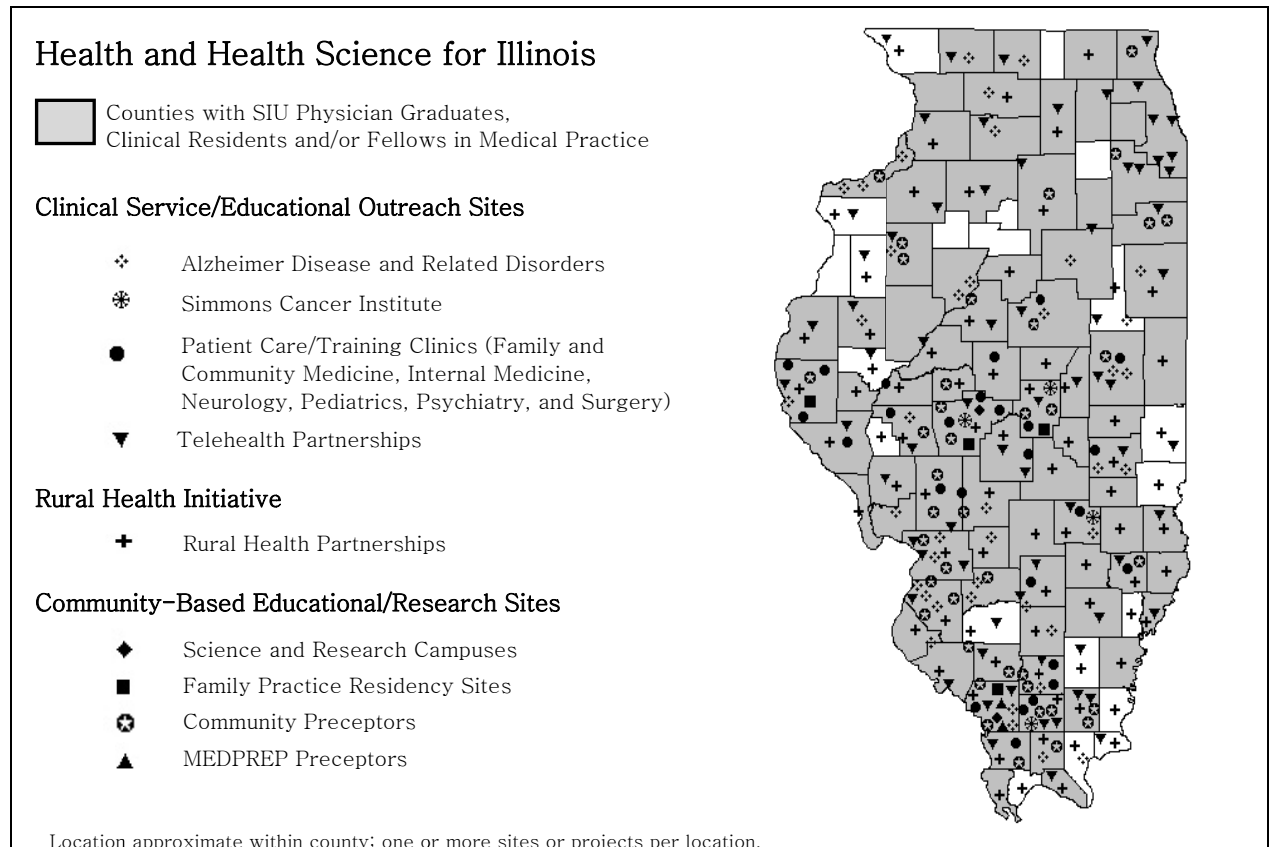 Health and Health Science for Illinois
Counties with SIU Physician Graduates,
Clinical Residents and/or Fellows in Medical Practice
Clinical Service/Educational Outreach Sites
Alzheimer Disease and Related Disorders
Simmons Cancer Institute
Patient Care/Training Clinics (Family and
Community Medicine, Internal Medicine,
Neurology, Pediatrics, Psychiatry, and Surgery)
Telehealth Partnerships
Rural Health Initiative
Rural Health Partnerships
Community-Based Educational/Research Sites
Science and Research Campuses
Family Practice Residency Sites
Community Preceptors
MEDPREP Preceptors
Location approximate within county; one or more sites or projects per location.